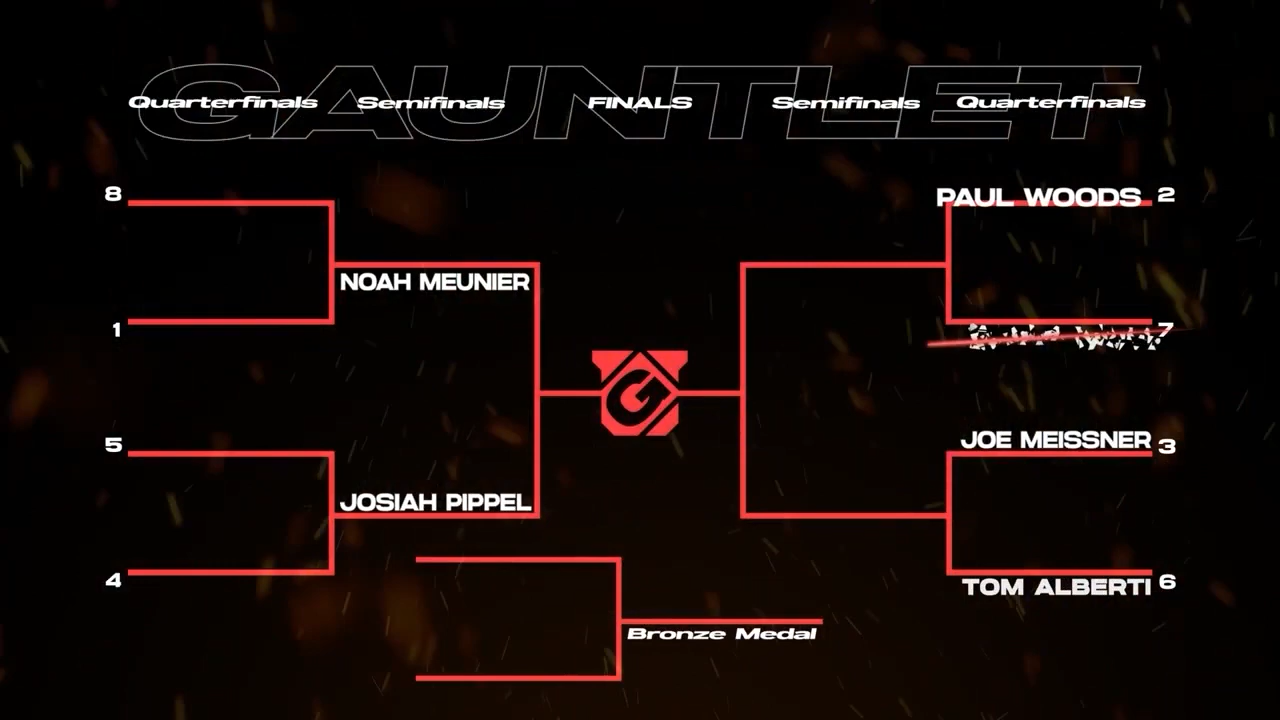 GAUNTLET
Quarterfinals Semifinals FINALS Semifinals Quarterfinals
8
PAUL WOODS 2
NOAH MEUNIER
1
7
5
JOE MEISSNER 3
JOSIAH PIPPEL
4
TOM ALBERTI 6
Bronze Medal
G